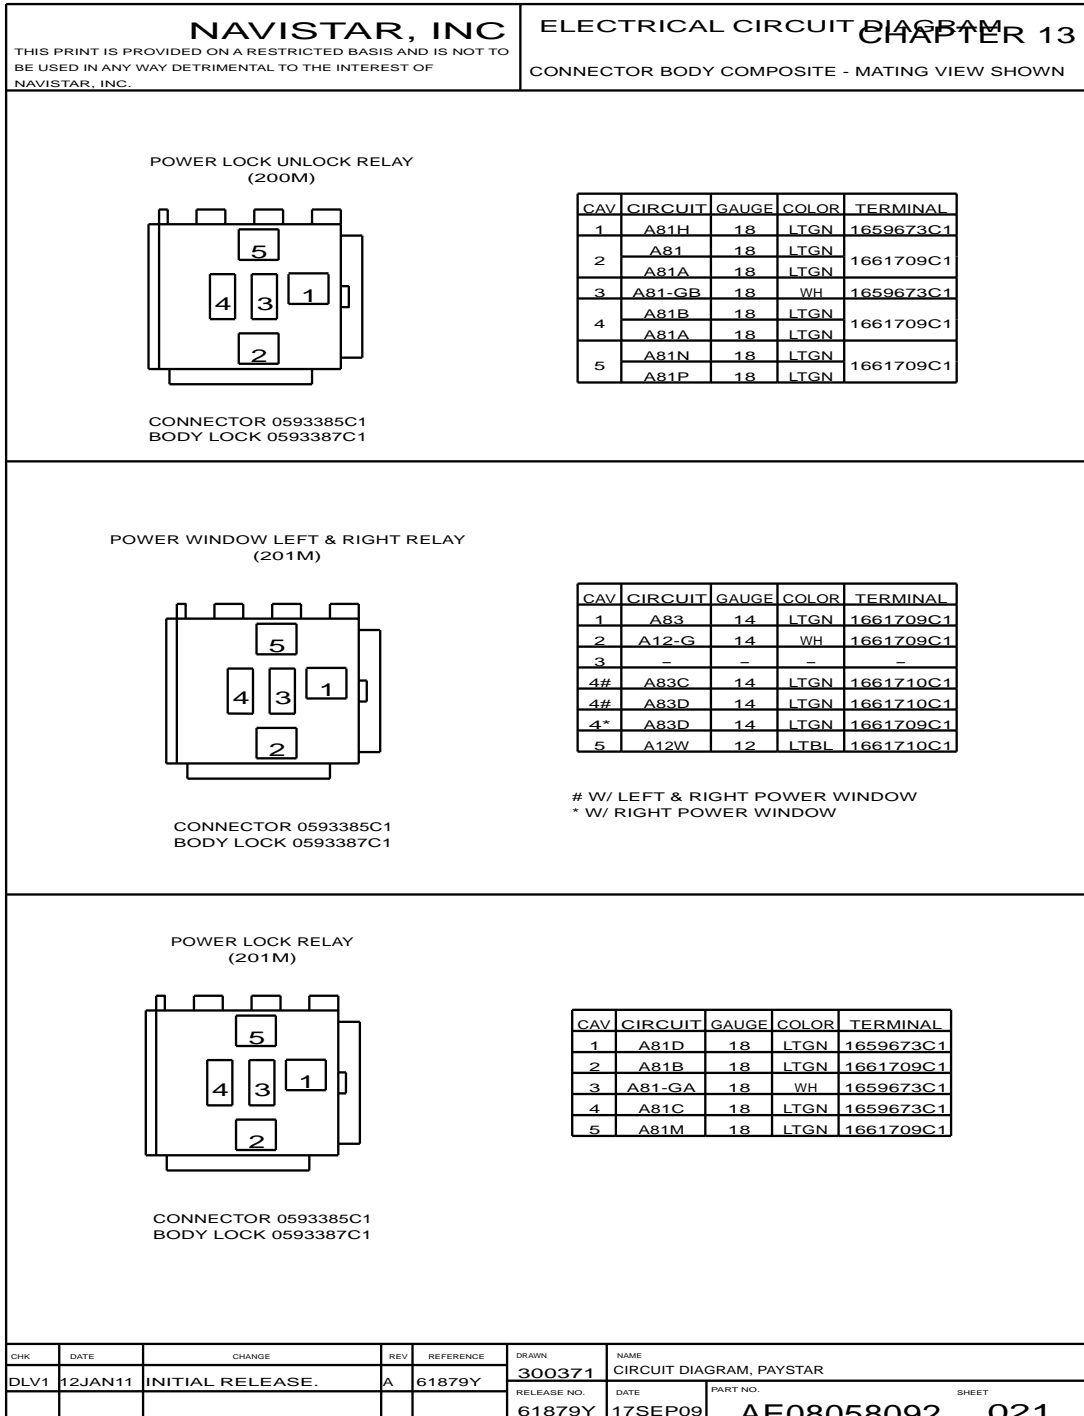 NAVISTAR, INC
THIS PRINT IS PROVIDED ON A RESTRICTED BASIS AND IS NOT TO
BE USED IN ANY WAY DETRIMENTAL TO THE INTEREST OF
NAVISTAR, INC.
ELECTRICAL CIRCUIT DIAGRAM
CHAPTER 13
CONNECTOR BODY COMPOSITE - MATING VIEW SHOWN
POWER LOCK UNLOCK RELAY
(200M)
5
4 3 1
2
CONNECTOR 0593385C1
BODY LOCK 0593387C1
CAV CIRCUIT GAUGE COLOR TERMINAL
1 A81H 18 LTGN 1659673C1
2 A81 18 LTGN 1661709C1
A81A 18 LTGN
3 A81-GB 18 WH 1659673C1
4 A81B 18 LTGN 1661709C1
A81A 18 LTGN
5 A81N 18 LTGN 1661709C1
A81P 18 LTGN
POWER WINDOW LEFT & RIGHT RELAY
(201M)
5
4 3 1
2
CONNECTOR 0593385C1
BODY LOCK 0593387C1
CAV CIRCUIT GAUGE COLOR TERMINAL
1 A83 14 LTGN 1661709C1
2 A12-G 14 WH 1661709C1
3 – – – –
4# A83C 14 LTGN 1661710C1
4# A83D 14 LTGN 1661710C1
4* A83D 14 LTGN 1661709C1
5 A12W 12 LTBL 1661710C1
# W/ LEFT & RIGHT POWER WINDOW
* W/ RIGHT POWER WINDOW
POWER LOCK RELAY
(201M)
5
4 3 1
2
CONNECTOR 0593385C1
BODY LOCK 0593387C1
CAV CIRCUIT GAUGE COLOR TERMINAL
1 A81D 18 LTGN 1659673C1
2 A81B 18 LTGN 1661709C1
3 A81-GA 18 WH 1659673C1
4 A81C 18 LTGN 1659673C1
5 A81M 18 LTGN 1661709C1
CHK DATE CHANGE REV REFERENCE
DLV1 12JAN11 INITIAL RELEASE. A 61879Y
DRAWN
300371
NAME
CIRCUIT DIAGRAM, PAYSTAR
RELEASE NO. DATE PART NO. SHEET
61879Y 17SEP09 AE08058092 021